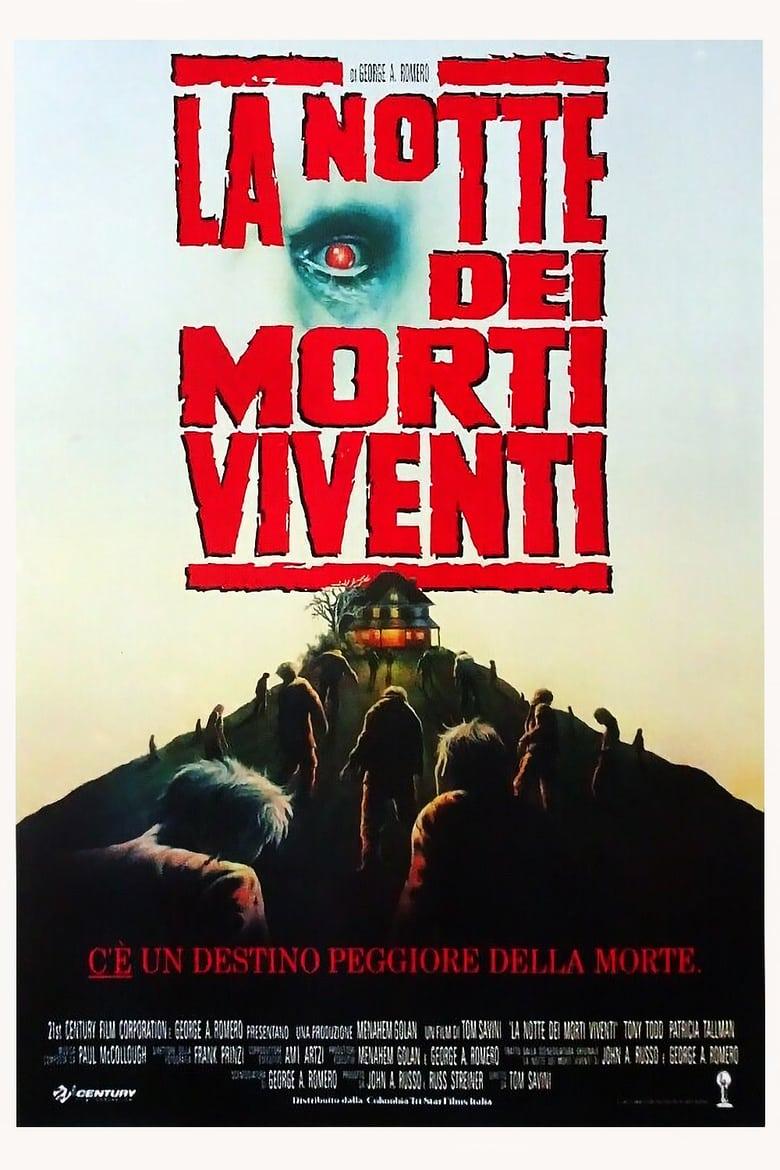 DI GEORGE A. ROMERO
LA NOTTE
DEI
MORTI
VIVENTI
C'È UN DESTINO PEGGIORE DELLA MORTE.
21st CENTURY FILM CORPORATION E GEORGE A. ROMERO PRESENTANO UNA PRODUZIONE MENAHEM GOLAN UN FILM DI TOM SAVINI "LA NOTTE DEI MORTI VIVENTI" TONY TODD PATRICIA TALLMAN
PAUL McCOLLOUGH FRANK PRINZI AMI ARTZI MENAHEM GOLAN E GEORGE A. ROMERO JOHN A. RUSSO E GEORGE A. ROMERO
GEORGE A. ROMERO JOHN A. RUSSO E RUSS STREINER TOM SAVINI
Distributto dalla Columbia Tri Star Films Italia
21 CENTURY